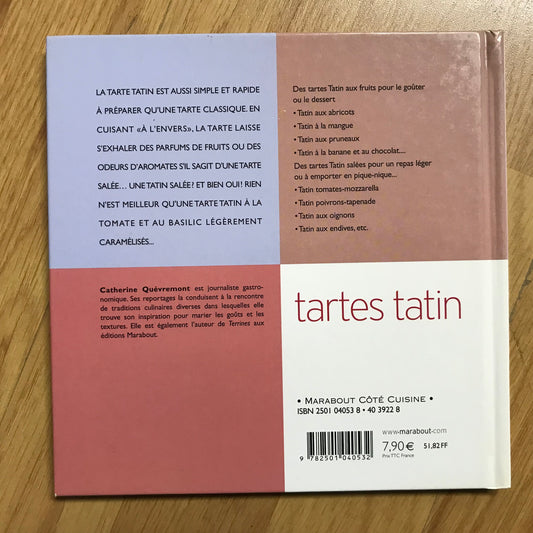 LA TARTE TATIN EST AUSSI SIMPLE ET RAPIDE
À PRÉPARER QU'UNE TARTE CLASSIQUE. EN
CUISANT «À L'ENVERS», LA TARTE LAISSE
S'EXHALER DES PARFUMS DE FRUITS OU DES
ODEURS D'AROMATES S'IL SAGIT D'UNE TARTE
SALÉE... UNE TATIN SALÉE? ET BIEN OUI! RIEN
N'EST MEILLEUR QU'UNE TARTE TATIN À LA
TOMATE ET AU BASILIC LÉGÈREMENT
CARAMÉLISÉS...
Des tartes Tatin aux fruits pour le goûter
ou le dessert
• Tatin aux abricots
• Tatin à la mangue
• Tatin aux pruneaux
• Tatin à la banane et au chocolat....
Des tartes Tatin salées pour un repas léger
ou à emporter en pique-nique...
• Tatin tomates-mozzarella
• Tatin poivrons-tapenade
• Tatin aux oignons
• Tatin aux endives, etc.
Catherine Quévremont est journaliste gastro-
nomique. Ses reportages la conduisent à la rencontre
de traditions culinaires diverses dans lesquelles elle
trouve son inspiration pour marier les goûts et les
textures. Elle est également l'auteur de Terrines aux
éditions Marabout.
tartes tatin
• MARABOUT CÔTÉ CUISINE •
ISBN 2501 04053 8 • 40 3922 8
www.marabout.com
7,90 € 51,82 FF
Prix TTC France
9 782501 040532